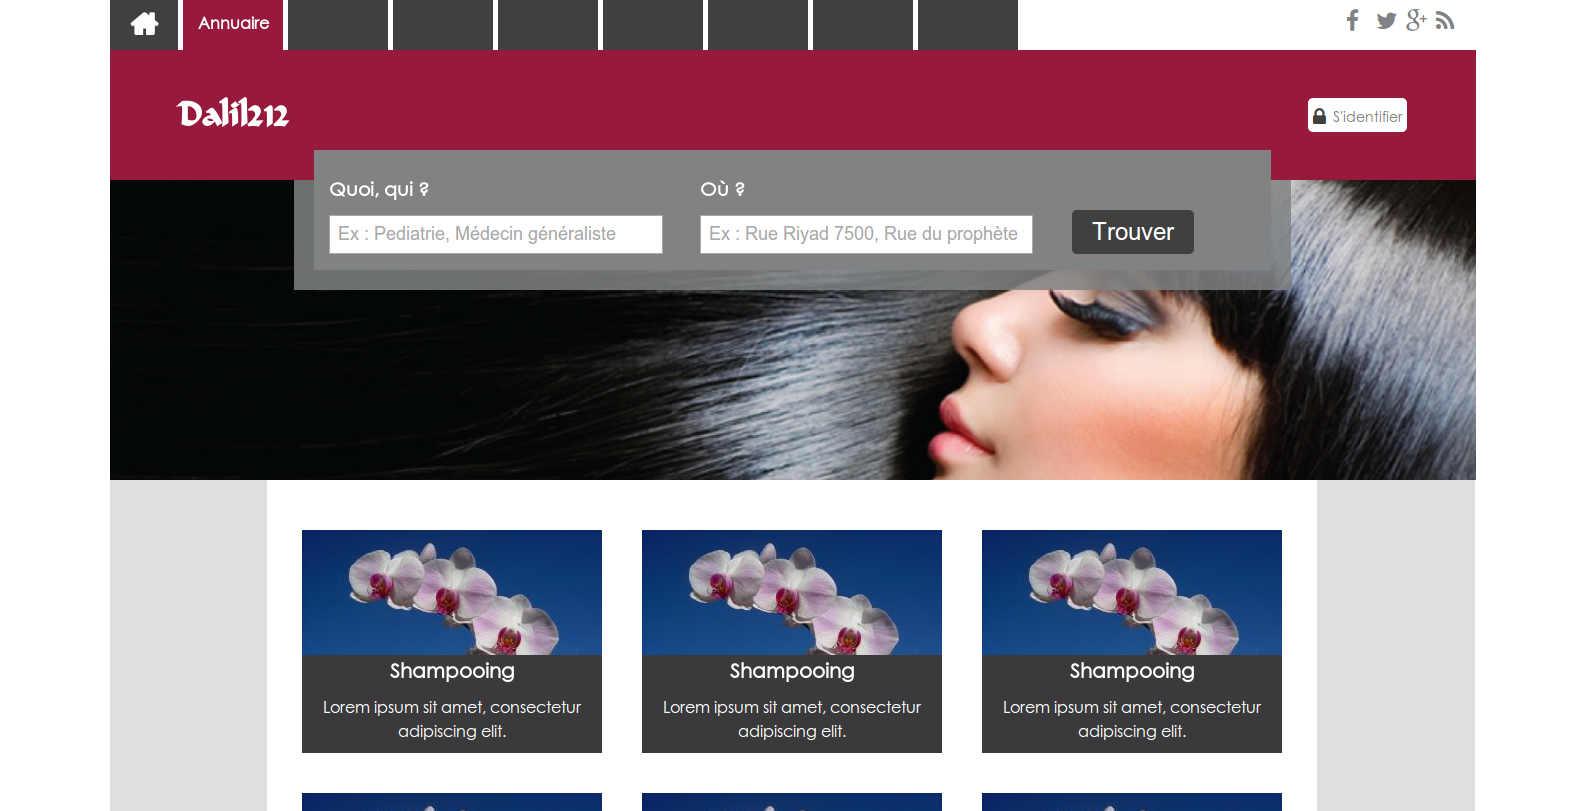 Annuaire
Dalil212
S'identifier
Quoi, qui ?
Où ?
Ex : Pediatrie, Médecin généraliste
Ex : Rue Riyad 7500, Rue du prophète
Trouver
Shampooing
Lorem ipsum sit amet, consectetur
adipiscing elit.
Shampooing
Lorem ipsum sit amet, consectetur
adipiscing elit.
Shampooing
Lorem ipsum sit amet, consectetur
adipiscing elit.